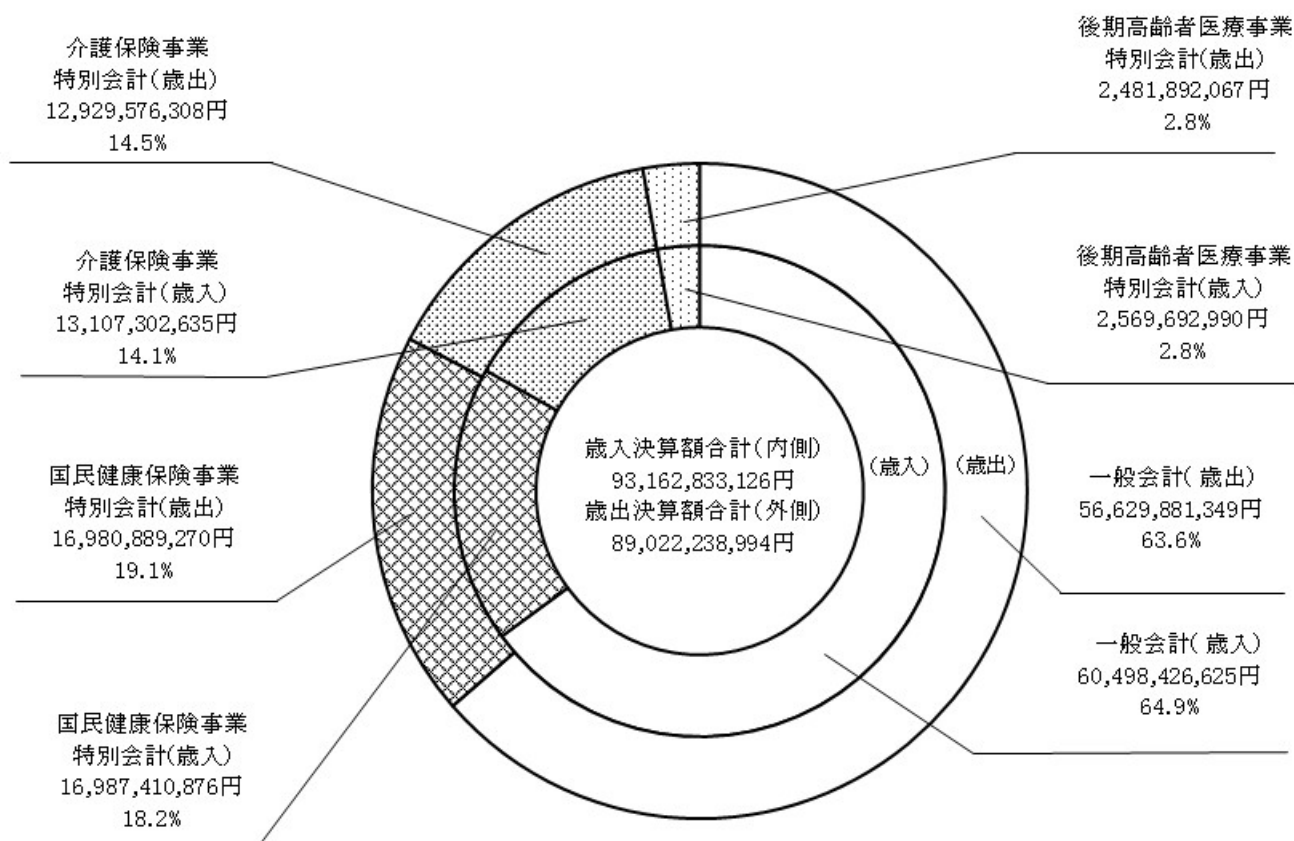 介護保険事業
特別会計(歳出)
12,929,576,308円
14.5%
後期高齢者医療事業
特別会計(歳出)
2,481,892,067円
2.8%
介護保険事業
特別会計(歳入)
13,107,302,635円
14.1%
後期高齢者医療事業
特別会計(歳入)
2,569,692,990円
2.8%
国民健康保険事業
特別会計(歳出)
16,980,889,270円
19.1%
歳入決算額合計(内側)
93,162,833,126円
歳出決算額合計(外側)
89,022,238,994円
(歳入)
(歳出)
一般会計(歳出)
56,629,881,349円
63.6%
一般会計(歳入)
60,498,426,625円
64.9%
国民健康保険事業
特別会計(歳入)
16,987,410,876円
18.2%